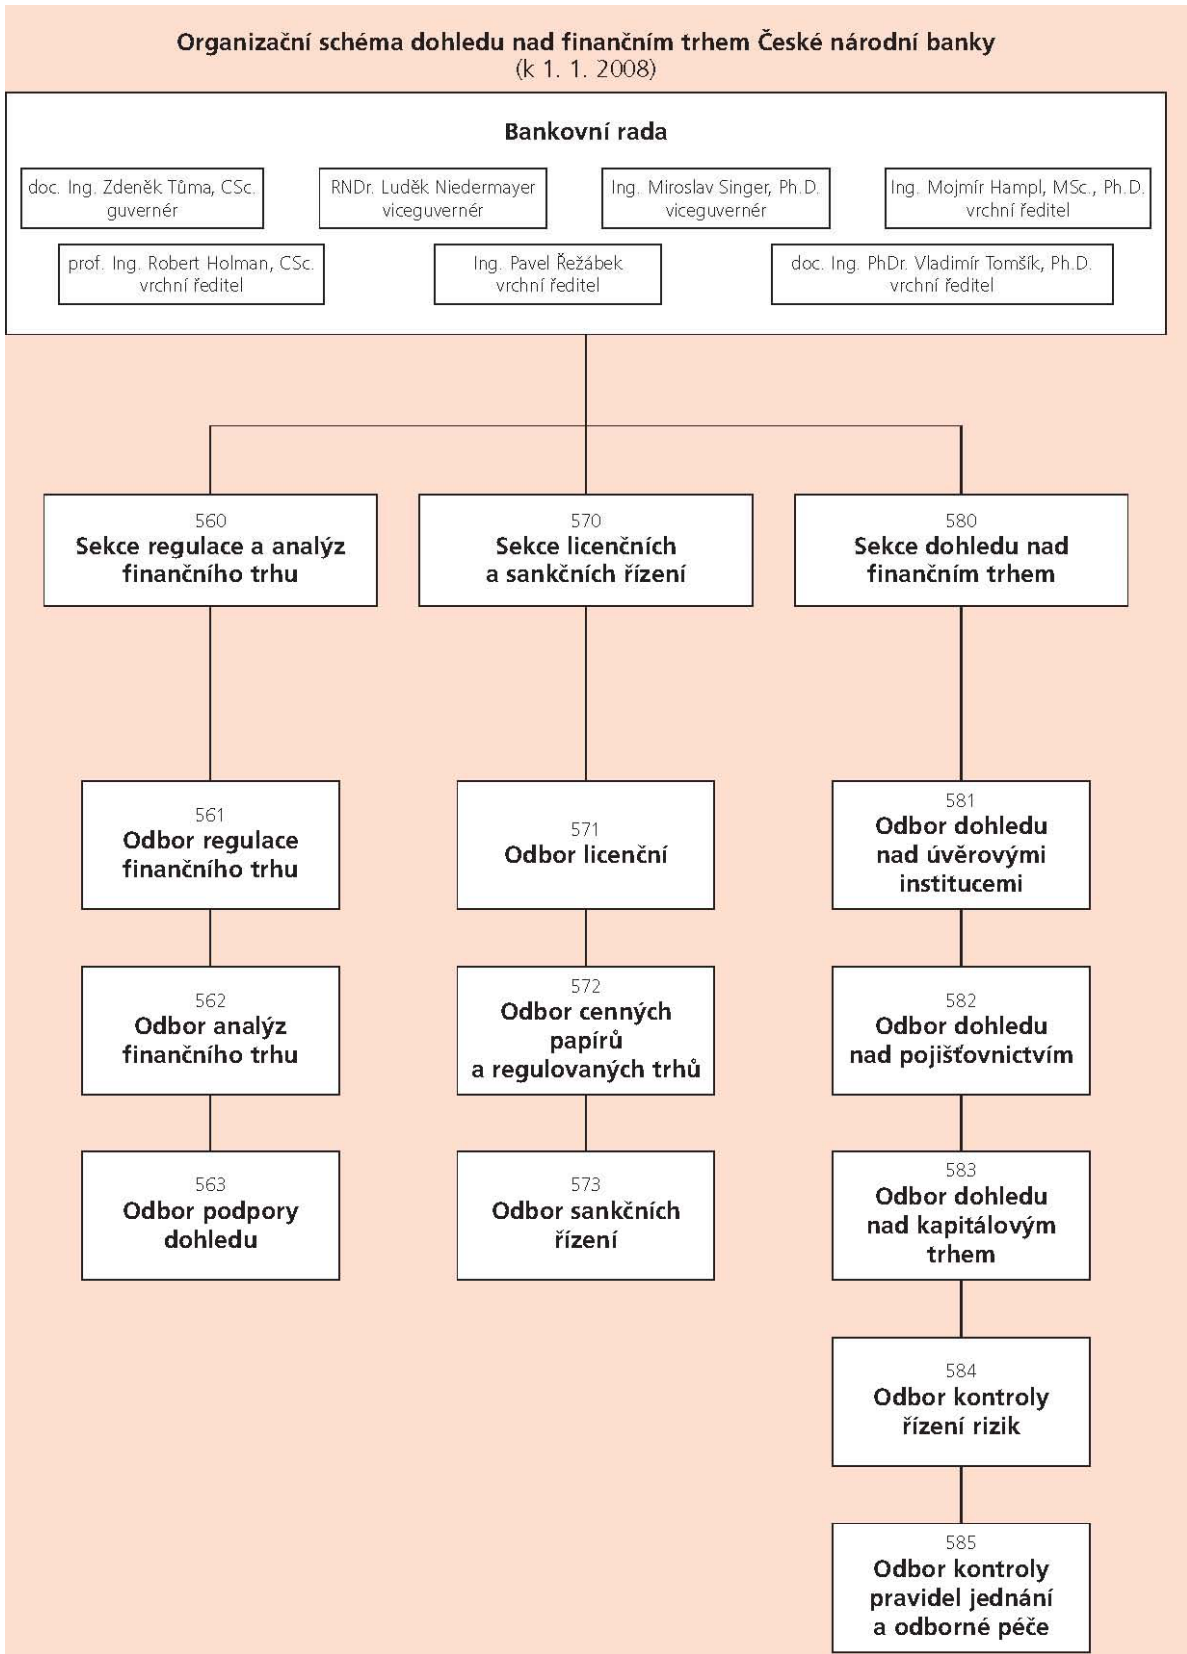 Organizační schéma dohledu nad finančním trhem České národní banky
(k 1. 1. 2008)
Bankovní rada
doc. Ing. Zdeněk Tůma, CSc.
guvernér
RNDr. Luděk Niedermayer
viceguvernér
Ing. Miroslav Singer, Ph.D.
viceguvernér
Ing. Mojmír Hampl, MSc., Ph.D.
vrchní ředitel
prof. Ing. Robert Holman, CSc.
vrchní ředitel
Ing. Pavel Řežábek
vrchní ředitel
doc. Ing. PhDr. Vladimír Tomšík, Ph.D.
vrchní ředitel
560
Sekce regulace a analýz
finančního trhu
570
Sekce licenčních
a sankčních řízení
580
Sekce dohledu nad
finančním trhem
561
Odbor regulace
finančního trhu
571
Odbor licenční
581
Odbor dohledu
nad úvěrovými
institucemi
562
Odbor analýz
finančního trhu
572
Odbor cenných
papírů
a regulovaných trhů
582
Odbor dohledu
nad pojišťovnictvím
563
Odbor podpory
dohledu
573
Odbor sankčních
řízení
583
Odbor dohledu
nad kapitálovým
trhem
584
Odbor kontroly
řízení rizik
585
Odbor kontroly
pravidel jednání
a odborné péče